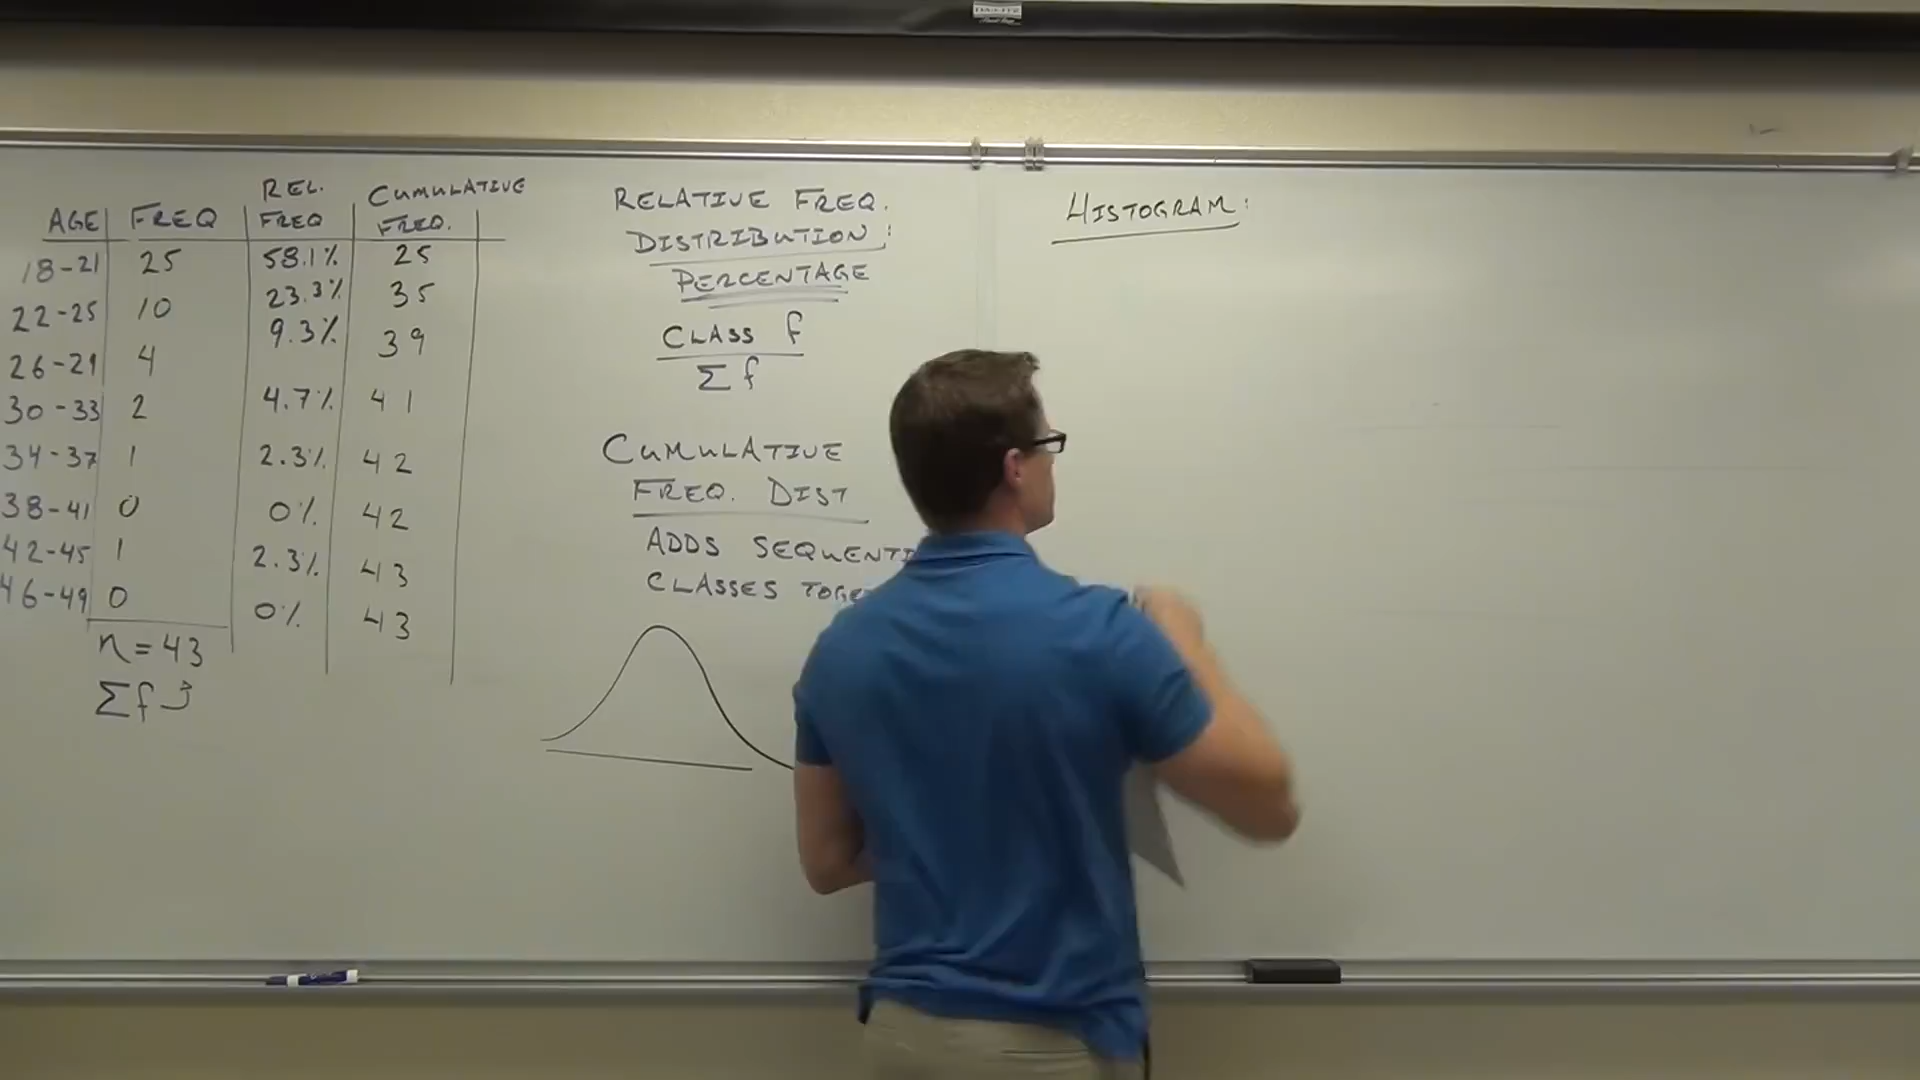 REL.
CUMULATIVE
AGE FREQ FREQ FREQ.
18-21 25 58.1% 25
22-25 10 23.3% 35
26-29 4 9.3% 39
30-33 2 4.7% 41
34-37 1 2.3% 42
38-41 0 0% 42
42-45 1 2.3% 43
46-49 0 0% 43
n = 43
Σf
RELATIVE FREQ.
DISTRIBUTION:
PERCENTAGE
CLASS f
Σ f
CUMULATIVE
FREQ. DIST
ADDS SEQUENTI
CLASSES TOGE
HISTOGRAM: